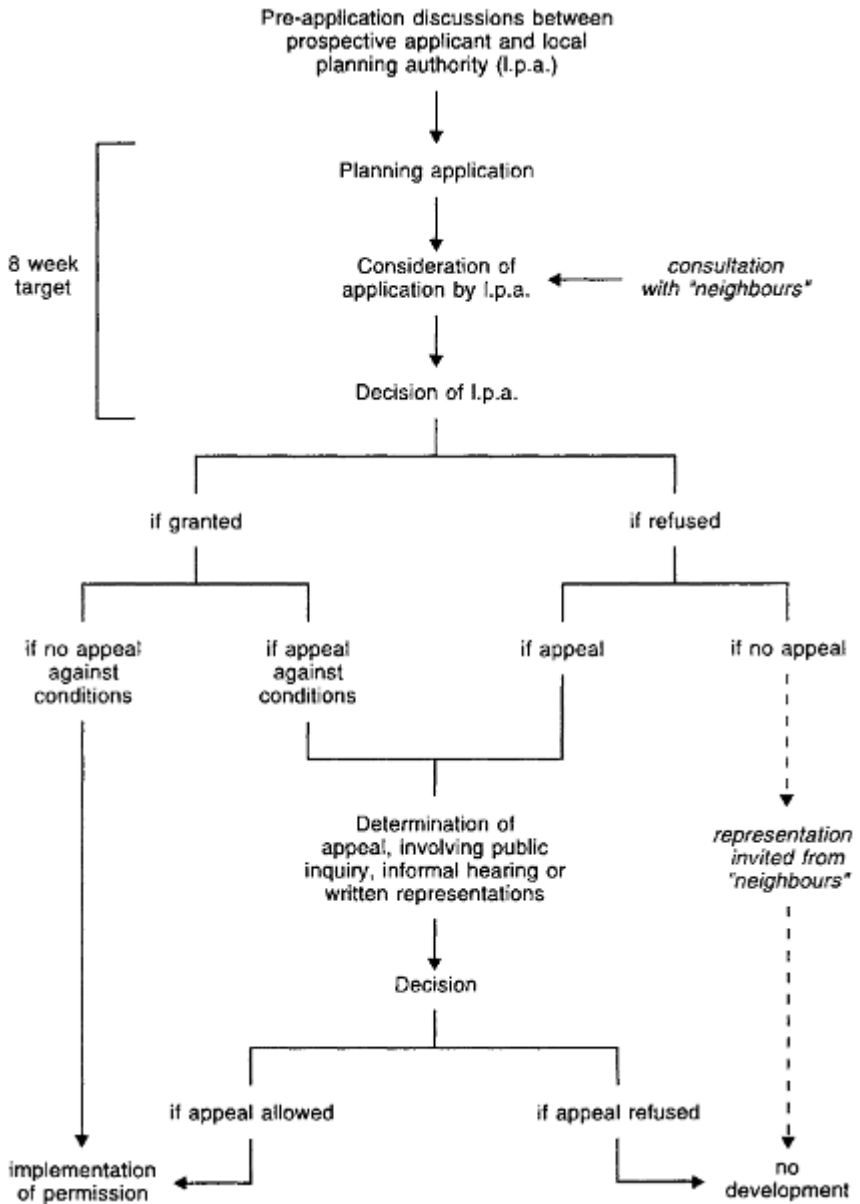 Pre-application discussions between
prospective applicant and local
planning authority (l.p.a.)
Planning application
8 week
target
Consideration of
application by l.p.a.
consultation
with "neighbours"
Decision of l.p.a.
if granted
if refused
if no appeal
against
conditions
if appeal
against
conditions
if appeal
if no appeal
Determination of
appeal, involving public
inquiry, informal hearing or
written representations
representation
invited from
"neighbours"
Decision
if appeal allowed
if appeal refused
implementation
of permission
no
development